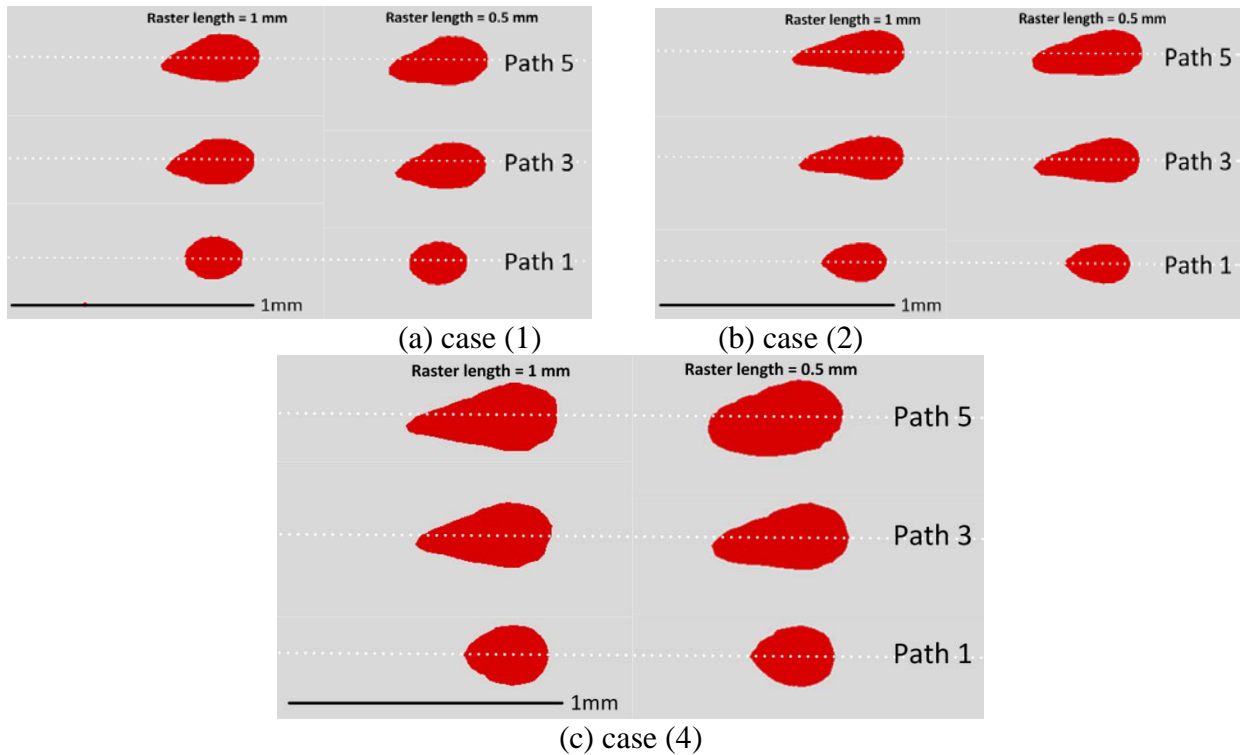 Raster length = 1 mm
Raster length = 0.5 mm
Path 5
Path 3
Path 1
1mm
(a) case (1)
Raster length = 1 mm
Raster length = 0.5 mm
Path 5
Path 3
Path 1
1mm
(b) case (2)
Raster length = 1 mm
Raster length = 0.5 mm
Path 5
Path 3
Path 1
1mm
(c) case (4)